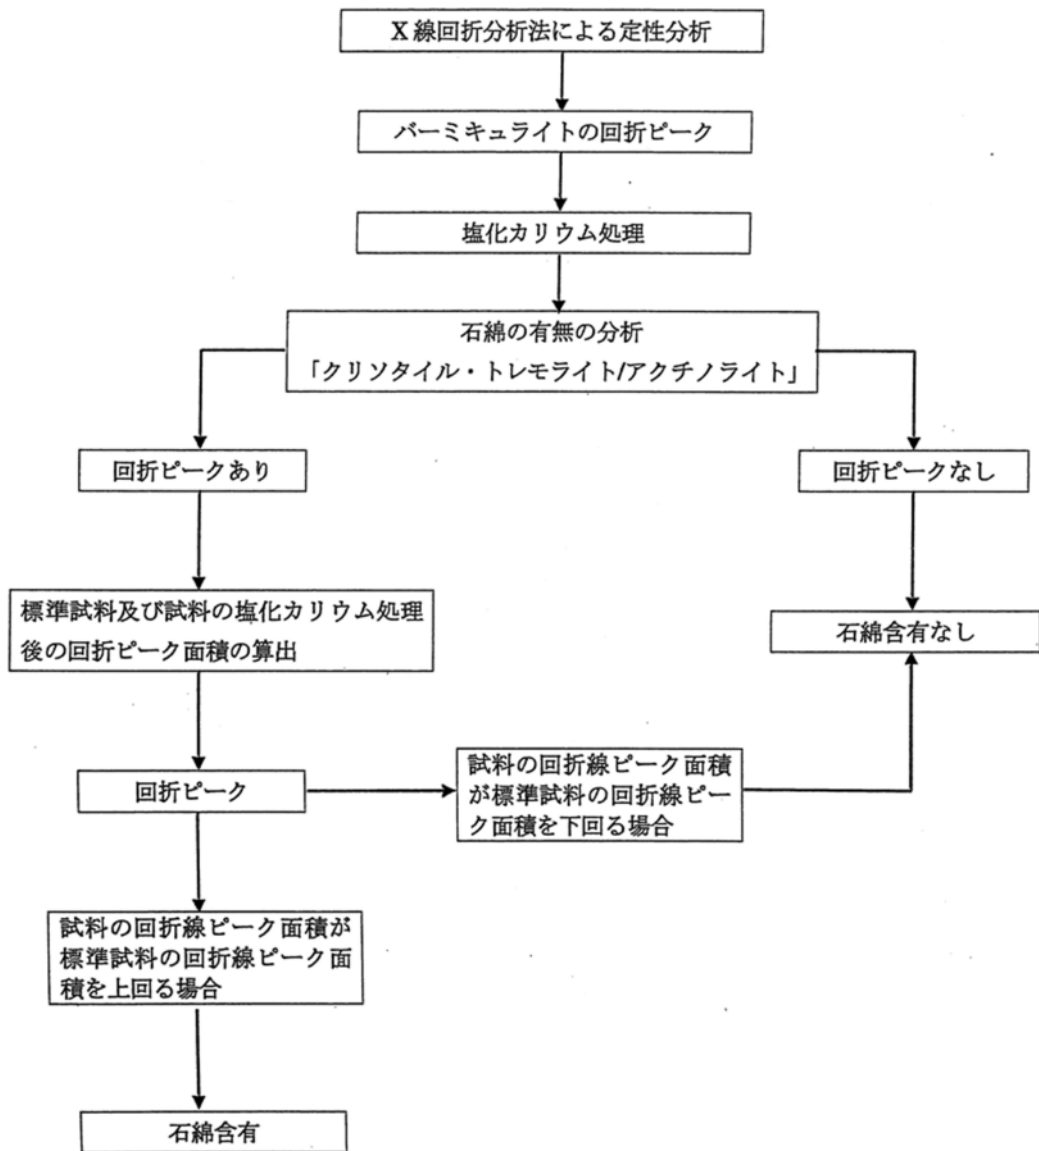 X線回折分析法による定性分析
バーミキュライトの回折ピーク
塩化カリウム処理
石綿の有無の分析
「クリソタイル・トレモライト/アクチノライト」
回折ピークあり
回折ピークなし
標準試料及び試料の塩化カリウム処理
後の回折ピーク面積の算出
石綿含有なし
回折ピーク
試料の回折線ピーク面積
が標準試料の回折線ピー
ク面積を下回る場合
試料の回折線ピーク面積が
標準試料の回折線ピーク面
積を上回る場合
石綿含有